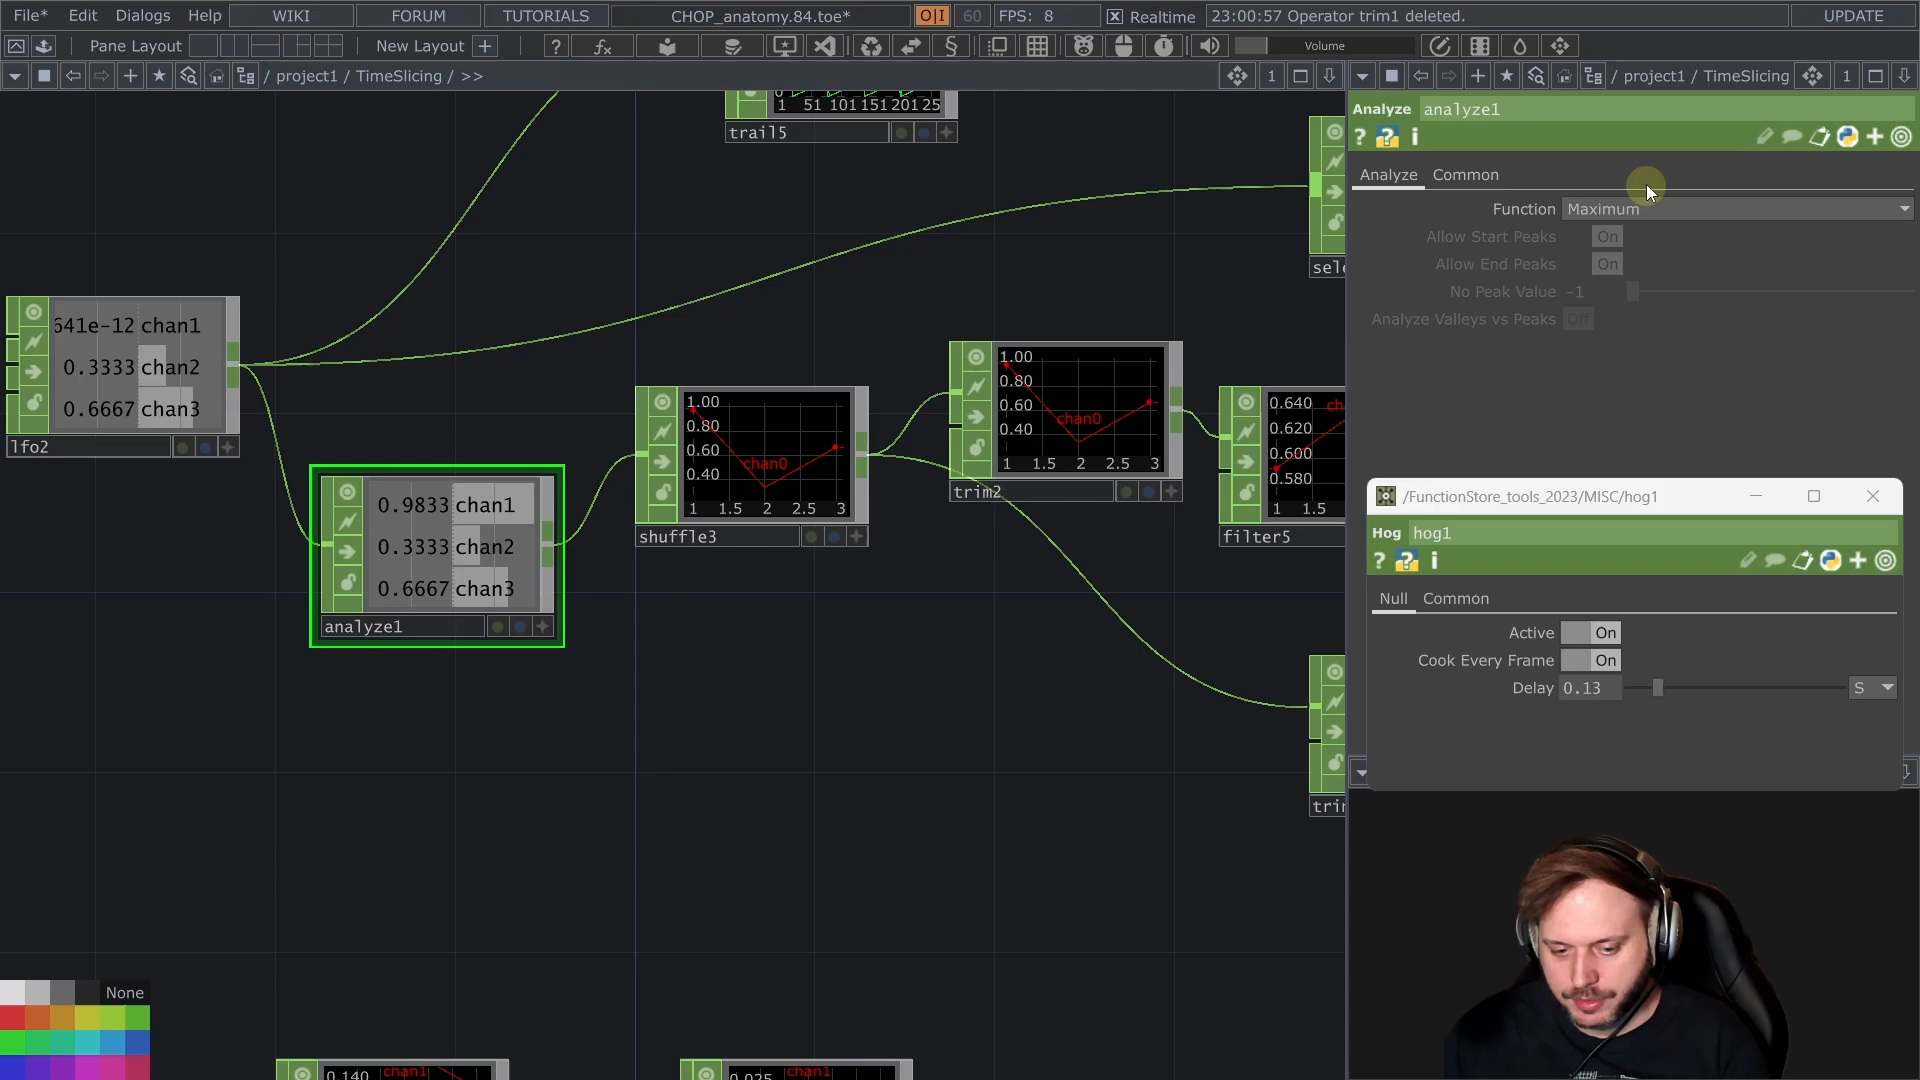 File* Edit Dialogs Help WIKI FORUM TUTORIALS CHOP_anatomy.84.toe* O|I 60 FPS: 8 Realtime 23:00:57 Operator trim1 deleted. UPDATE
Pane Layout New Layout + ? Volume
/ project1 / TimeSlicing / >> 1
/ project1 / TimeSlicing 1
Analyze analyze1
? ? i
Analyze Common
Function Maximum
Allow Start Peaks On
Allow End Peaks On
No Peak Value -1
Analyze Valleys vs Peaks Off
1 51 101 151 201 25
trail5
sele
641e-12 chan1
0.3333 chan2
0.6667 chan3
lfo2
0.9833 chan1
0.3333 chan2
0.6667 chan3
analyze1
1.00
0.80
0.60
0.40
chan0
1 1.5 2 2.5 3
shuffle3
1.00
0.80
0.60
0.40
chan0
1 1.5 2 2.5 3
trim2
0.640 ch
0.620
0.600
0.580
1 1.5
filter5
/FunctionStore_tools_2023/MISC/hog1
Hog hog1
? ? i
Null Common
Active On
Cook Every Frame On
Delay 0.13 S
trim
None
0.140 chan1
0.025 chan1